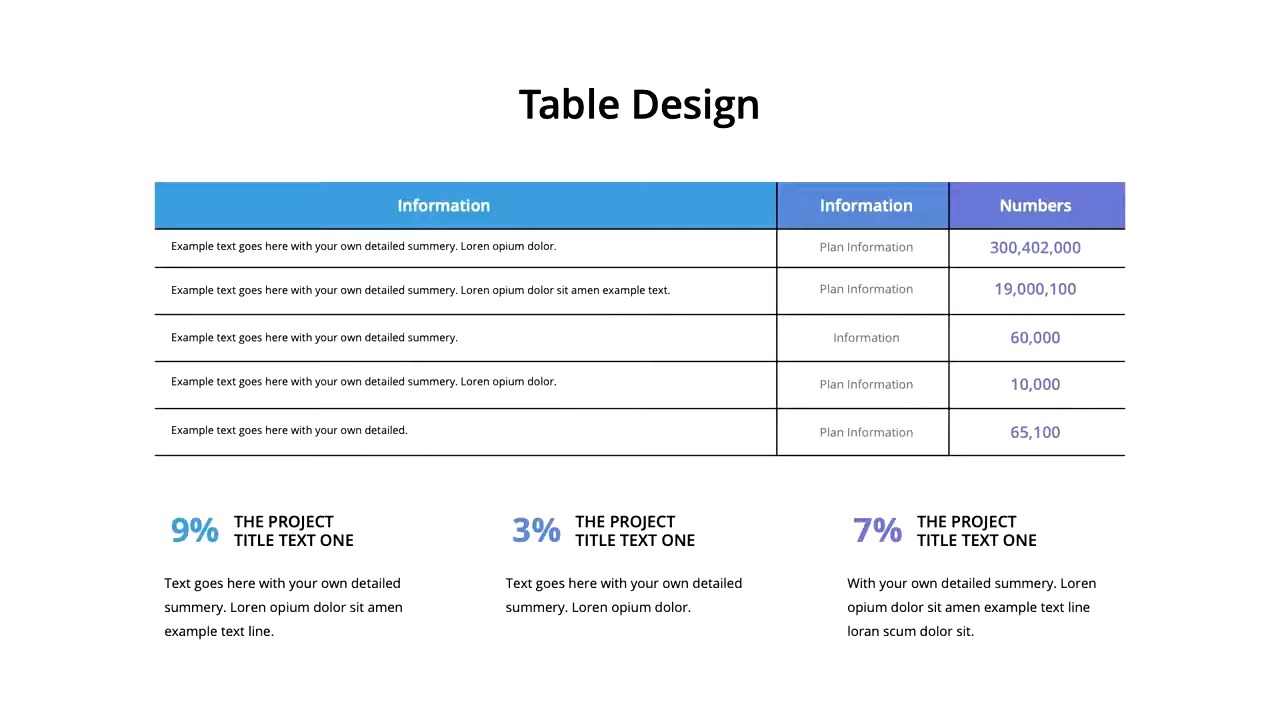 Table Design
Information Information Numbers
Example text goes here with your own detailed summery. Loren opium dolor. Plan Information 300,402,000
Example text goes here with your own detailed summery. Loren opium dolor sit amen example text. Plan Information 19,000,100
Example text goes here with your own detailed summery. Information 60,000
Example text goes here with your own detailed summery. Loren opium dolor. Plan Information 10,000
Example text goes here with your own detailed. Plan Information 65,100
9% THE PROJECT
TITLE TEXT ONE
Text goes here with your own detailed
summery. Loren opium dolor sit amen
example text line.
3% THE PROJECT
TITLE TEXT ONE
Text goes here with your own detailed
summery. Loren opium dolor.
7% THE PROJECT
TITLE TEXT ONE
With your own detailed summery. Loren
opium dolor sit amen example text line
loran scum dolor sit.